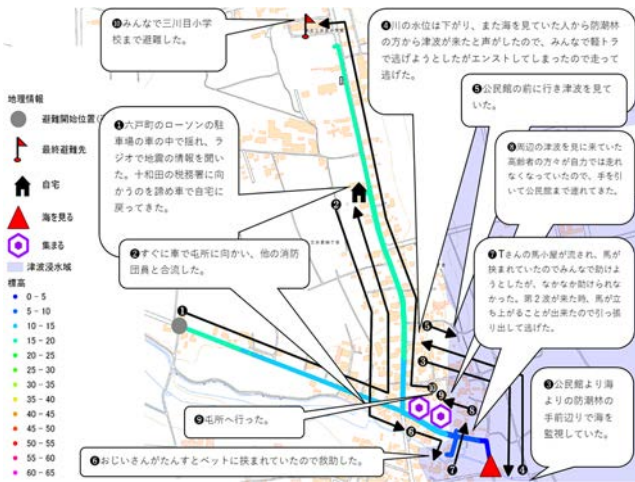 ❿みんなで三川目小学
校まで避難した。
❹川の水位は下がり、また海を見ていた人から防潮林
の方から津波が来たと声がしたので、みんなで軽トラ
で逃げようとしたがエンストしてしまったので走って
逃げた。
❺公民館の前に行き津波を見て
いた。
地理情報
避難開始位置
最終避難先
自宅
海を見る
集まる
津波浸水域
標高
0 - 5
5 - 10
10 - 15
15 - 20
20 - 25
25 - 30
30 - 35
35 - 40
40 - 45
45 - 50
50 - 55
55 - 60
60 - 65
❶六戸町のローソンの駐
車場の車の中で揺れ、ラ
ジオで地震の情報を聞い
た。十和田の税務署に向
かうのを諦め車で自宅に
戻ってきた。
❽周辺の津波を見に来ていた
高齢者の方々が自力では走れ
なくなっていたので、手を
引いて公民館まで連れてきた。
❷すぐに車で屯所に向かい、他の消防
団員と合流した。
❼Tさんの馬小屋が流され、馬が
挟まれていたのでみんなで助けよ
うとしたが、なかなか助けられな
かった。第2波が来た時、馬が立
ち上がることが出来たので引っ張
り出して逃げた。
❸公民館より海
よりの防潮林の
手前辺りで海を
監視していた。
❾屯所へ行った。
❻おじいさんがたんすとベットに挟まれていたので救助した。
❶
❷
❺
❸
❿
❾
❽
❻
❼
❹